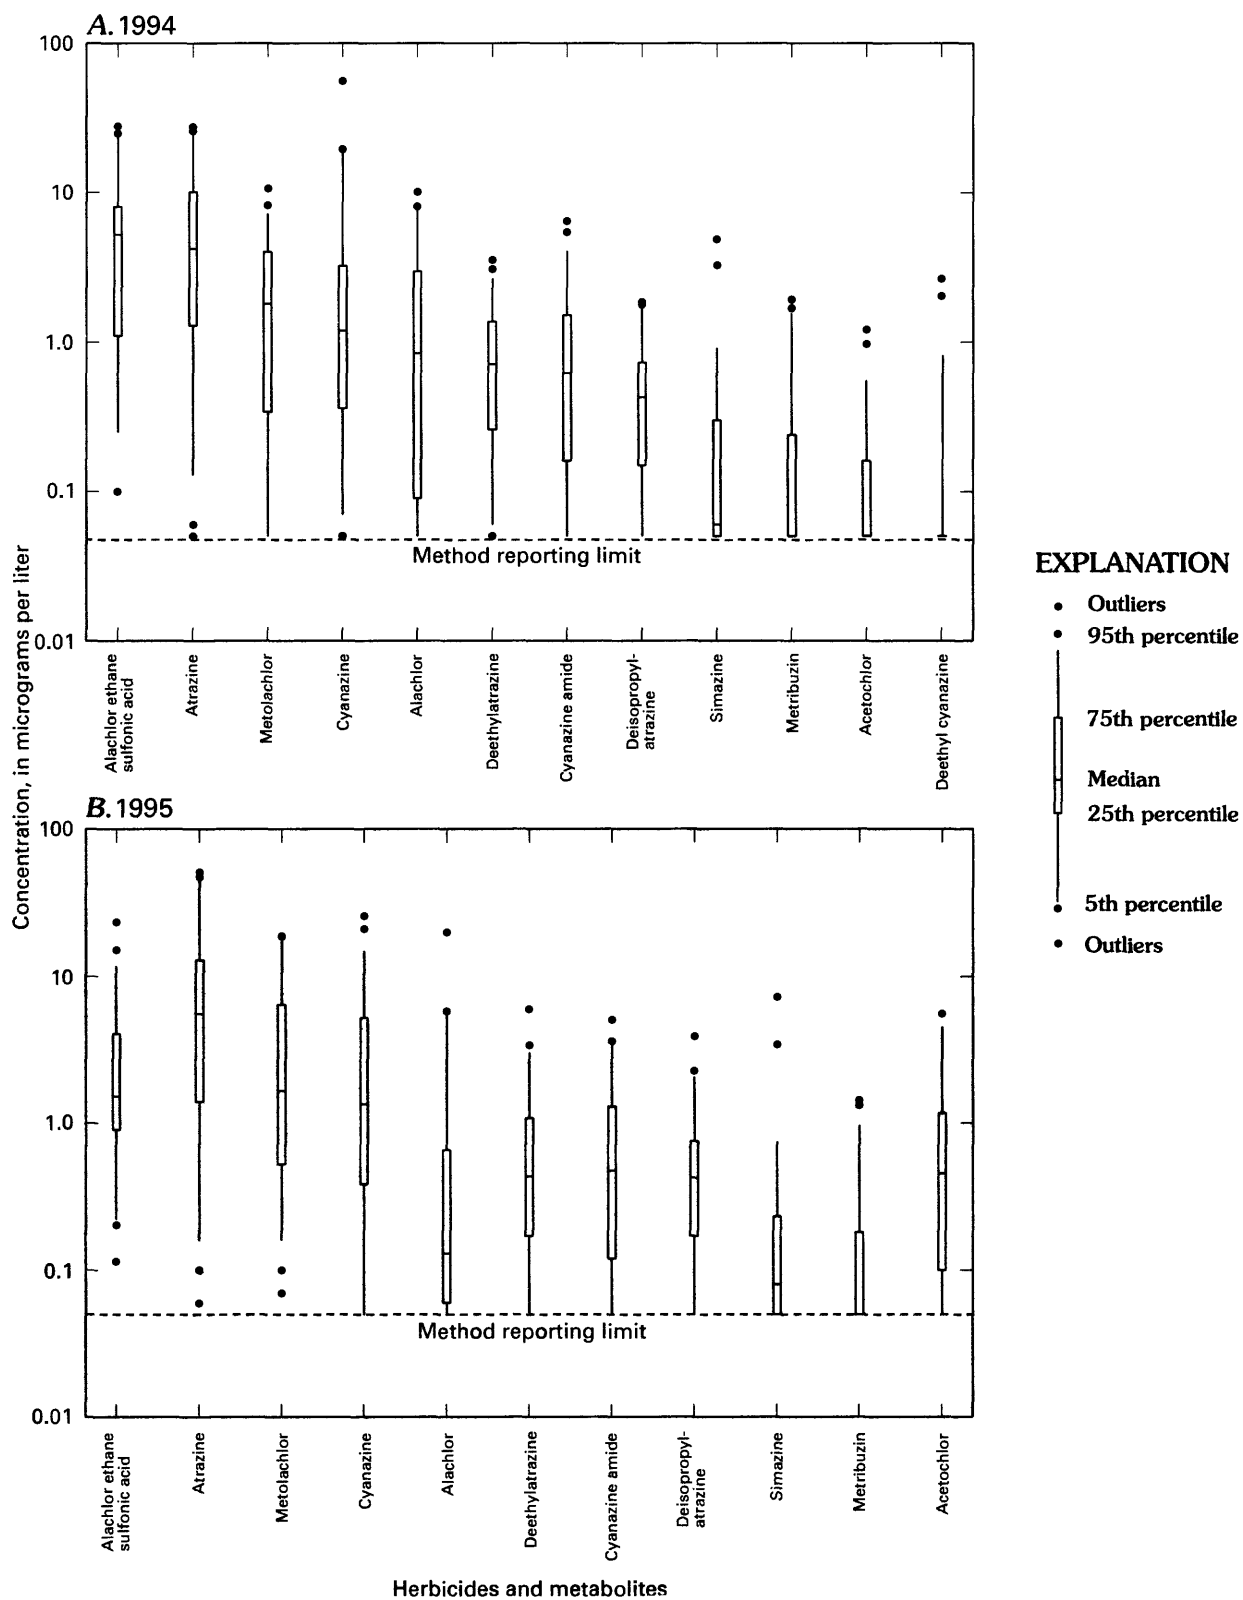 A. 1994
100
10
1.0
0.1
0.01
Method reporting limit
Alachlor ethane
sulfonic acid
Atrazine
Metolachlor
Cyanazine
Alachlor
Deethylatrazine
Cyanazine amide
Deisopropyl-
atrazine
Simazine
Metribuzin
Acetochlor
Deethyl cyanazine
Concentration, in micrograms per liter
EXPLANATION
Outliers
95th percentile
75th percentile
Median
25th percentile
5th percentile
Outliers
B. 1995
100
10
1.0
0.1
0.01
Method reporting limit
Alachlor ethane
sulfonic acid
Atrazine
Metolachlor
Cyanazine
Alachlor
Deethylatrazine
Cyanazine amide
Deisopropyl-
atrazine
Simazine
Metribuzin
Acetochlor
Herbicides and metabolites